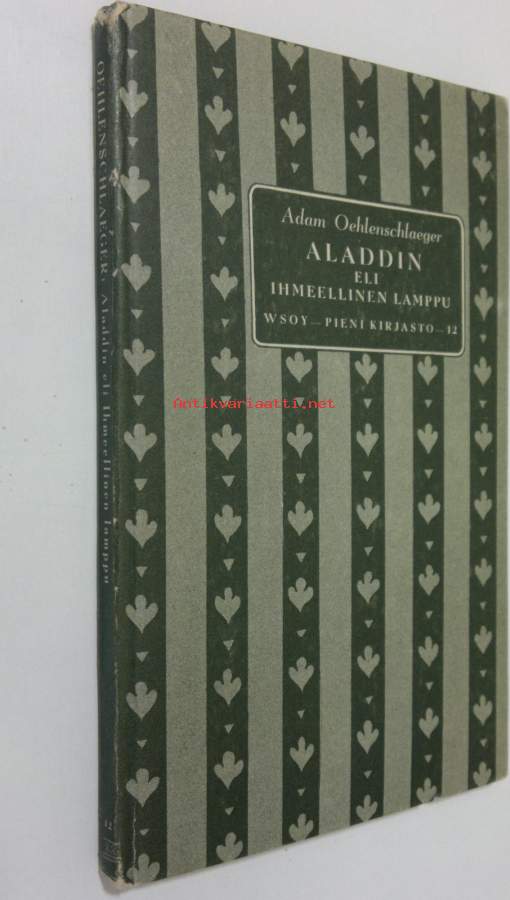 Adam Oehlenschlaeger
ALADDIN
ELI
IHMEELLINEN LAMPPU
WSOY — PIENI KIRJASTO — 12
OEHLENSCHLAEGER: Aladdin eli Ihmeellinen lamppu
12
Antikvariaatti.net